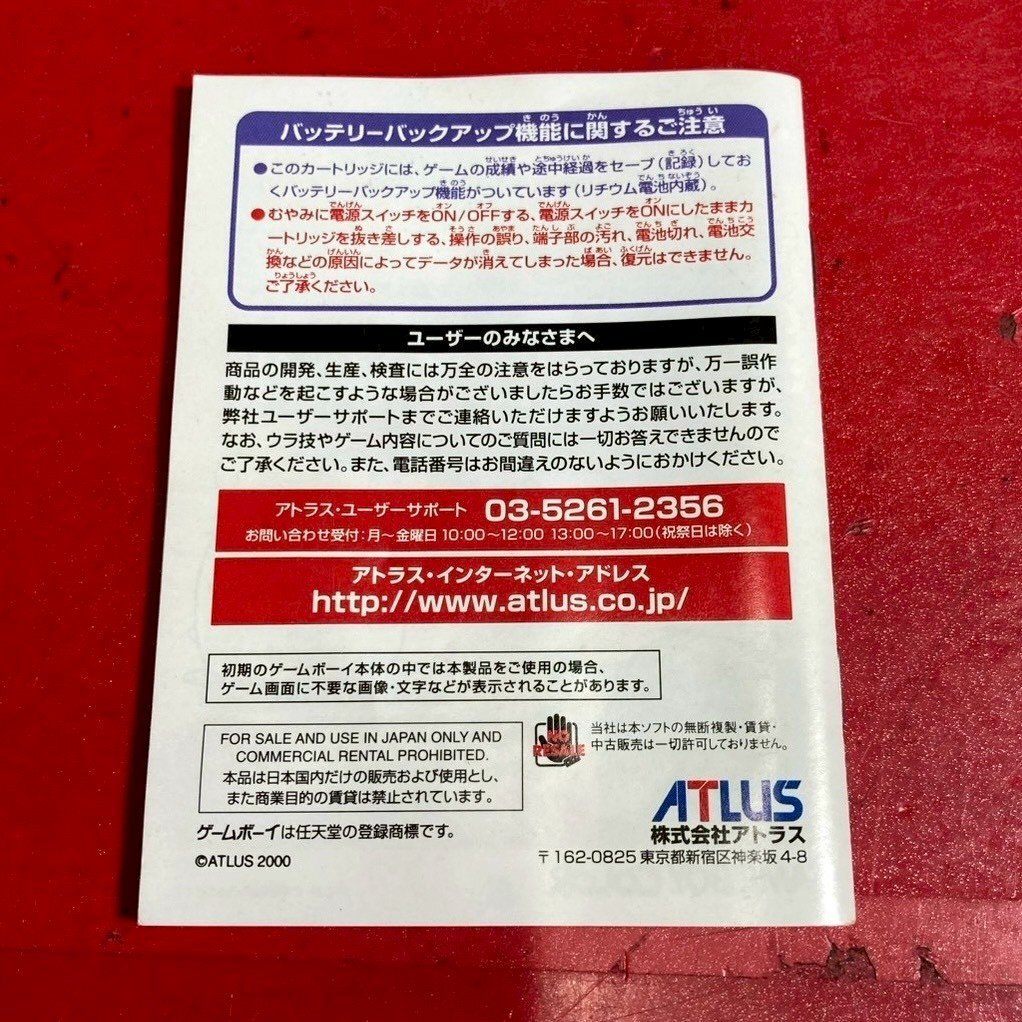 バッテリーバックアップ機能に関するご注意
●このカートリッジには、ゲームの成績や途中経過をセーブ(記録)してお
くバッテリーバックアップ機能がついています(リチウム電池内蔵)。
●むやみに電源スイッチをON/OFFする、電源スイッチをONにしたままカ
ートリッジを抜き差しする、操作の誤り、端子部の汚れ、電池切れ、電池交
換などの原因によってデータが消えてしまった場合、復元はできません。
ご了承ください。
ユーザーのみなさまへ
商品の開発、生産、検査には万全の注意をはらっておりますが、万一誤作
動などを起こすような場合がございましたらお手数ではございますが、
弊社ユーザーサポートまでご連絡いただけますようお願いいたします。
なお、ウラ技やゲーム内容についてのご質問には一切お答えできませんので
ご了承ください。また、電話番号はお間違えのないようにおかけください。
アトラス・ユーザーサポート 03-5261-2356
お問い合わせ受付:月～金曜日 10:00～12:00 13:00～17:00(祝祭日は除く)
アトラス・インターネット・アドレス
http://www.atlus.co.jp/
初期のゲームボーイ本体の中では本製品をご使用の場合、
ゲーム画面に不要な画像・文字などが表示されることがあります。
FOR SALE AND USE IN JAPAN ONLY AND
COMMERCIAL RENTAL PROHIBITED.
本品は日本国内だけの販売および使用とし、
また商業目的の賃貸は禁止されています。
NO
RESALE
当社は本ソフトの無断複製・賃貸・
中古販売は一切許可しておりません。
ゲームボーイは任天堂の登録商標です。
©ATLUS 2000
ATLUS
株式会社アトラス
〒162-0825 東京都新宿区神楽坂4-8